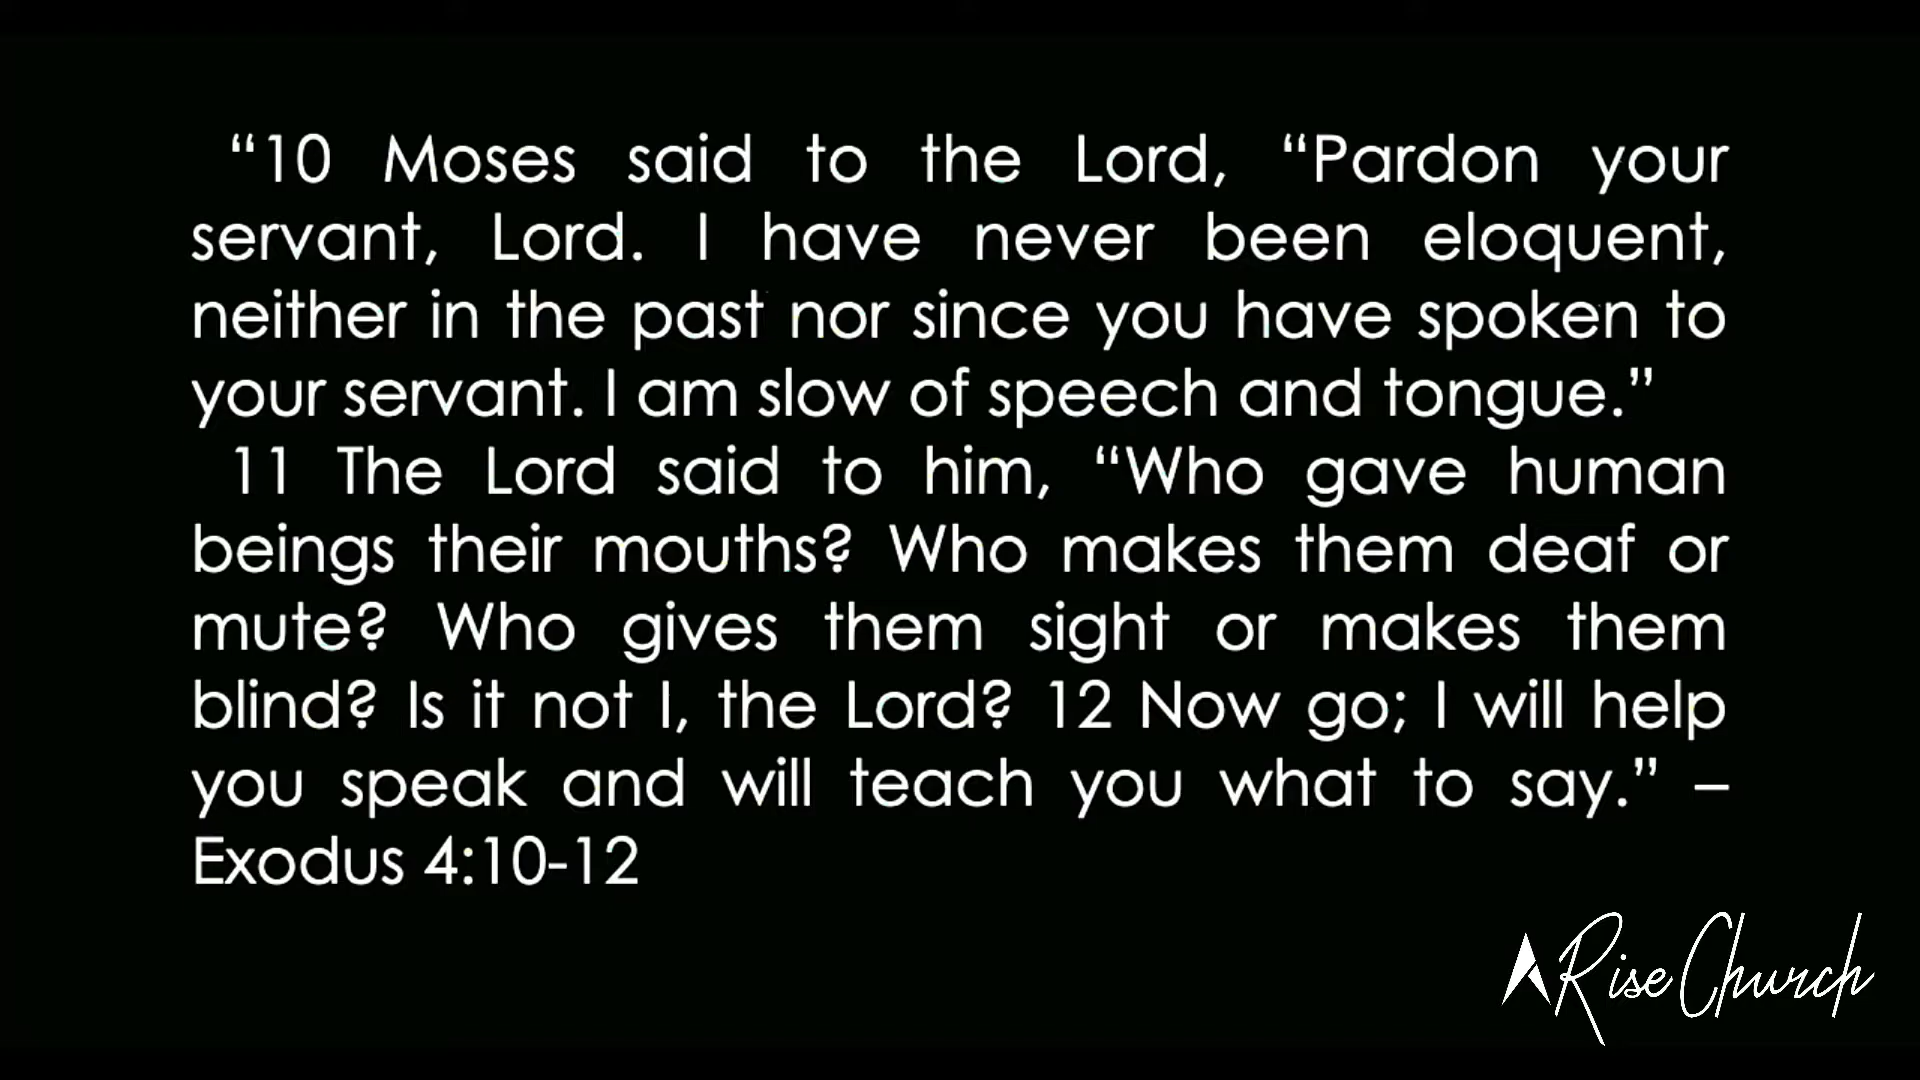 “10 Moses said to the Lord, “Pardon your
servant, Lord. I have never been eloquent,
neither in the past nor since you have spoken to
your servant. I am slow of speech and tongue.”
11 The Lord said to him, “Who gave human
beings their mouths? Who makes them deaf or
mute? Who gives them sight or makes them
blind? Is it not I, the Lord? 12 Now go; I will help
you speak and will teach you what to say.” –
Exodus 4:10-12
ARise Church